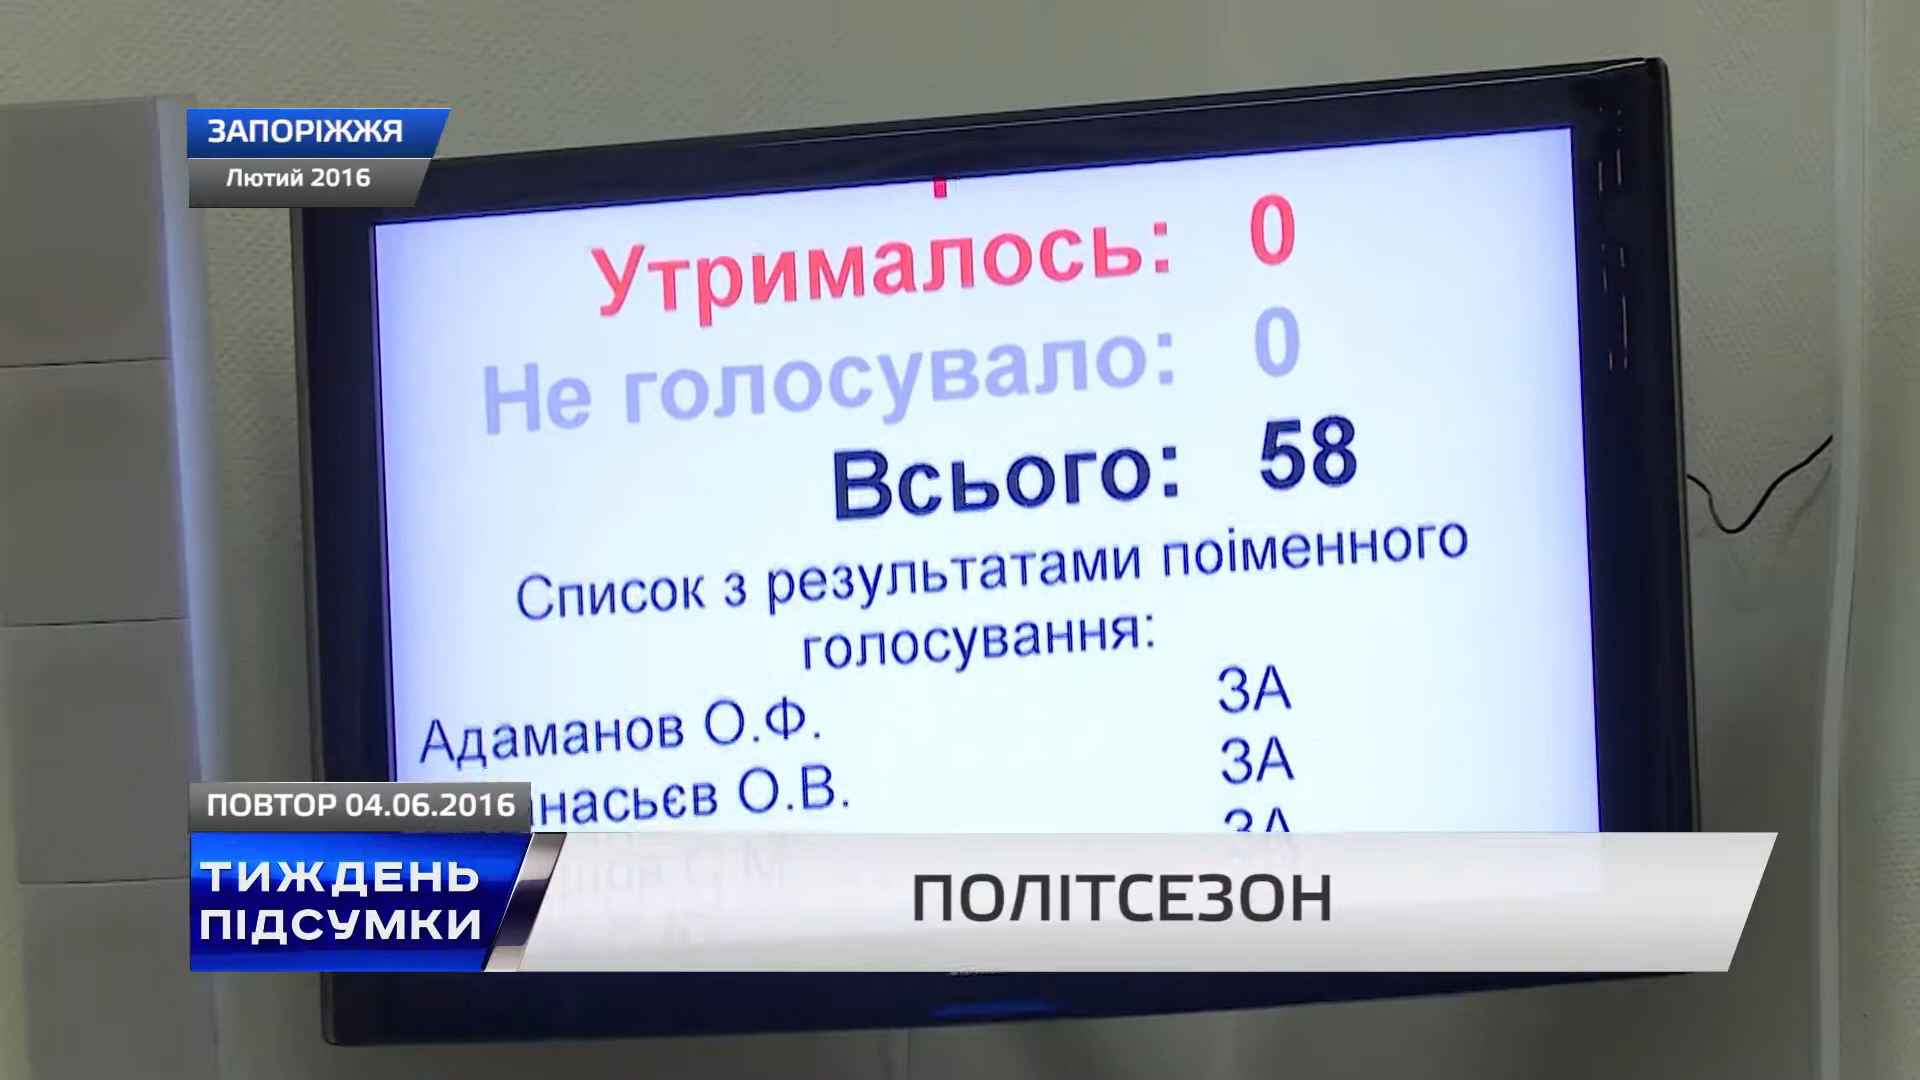 ЗАПОРІЖЖЯ
Лютий 2016
Утрималось: 0
Не голосувало: 0
Всього: 58
Список з результатами поіменного
голосування:
Адаманов О.Ф. ЗА
О.В. ЗА
ЗА
ПОВТОР 04.06.2016
ТИЖДЕНЬ
ПІДСУМКИ
ПОЛІТСЕЗОН